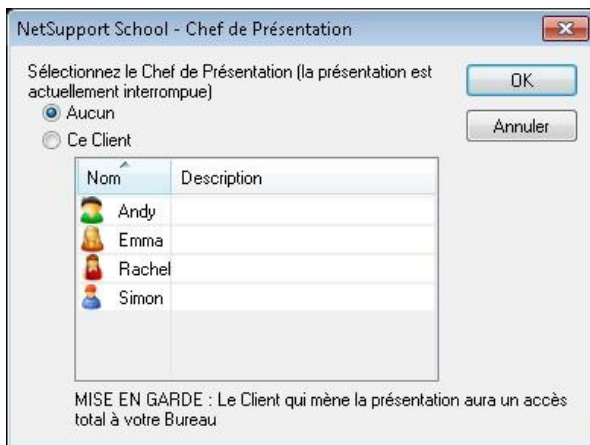 NetSupport School - Chef de Présentation
Sélectionnez le Chef de Présentation (la présentation est
actuellement interrompue)
OK
Aucun
Annuler
Ce Client
Nom Description
Andy
Emma
Rachel
Simon
MISE EN GARDE : Le Client qui mène la présentation aura un accès
total à votre Bureau